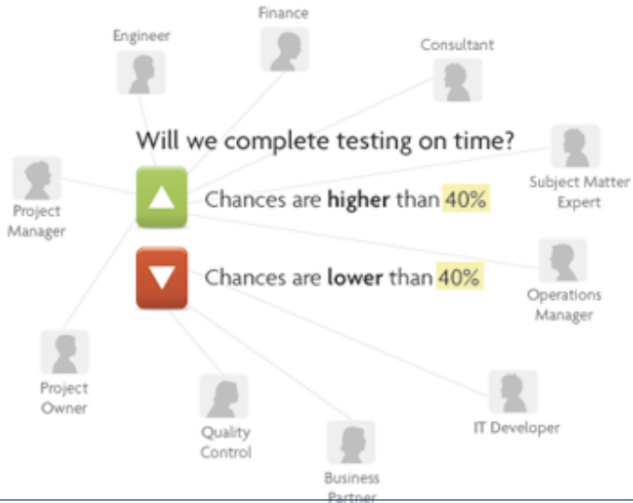 Finance
Engineer
Consultant
Will we complete testing on time?
Subject Matter
Expert
Chances are higher than 40%
Project
Manager
Chances are lower than 40%
Operations
Manager
Project
Owner
Quality
Control
IT Developer
Business
Partner